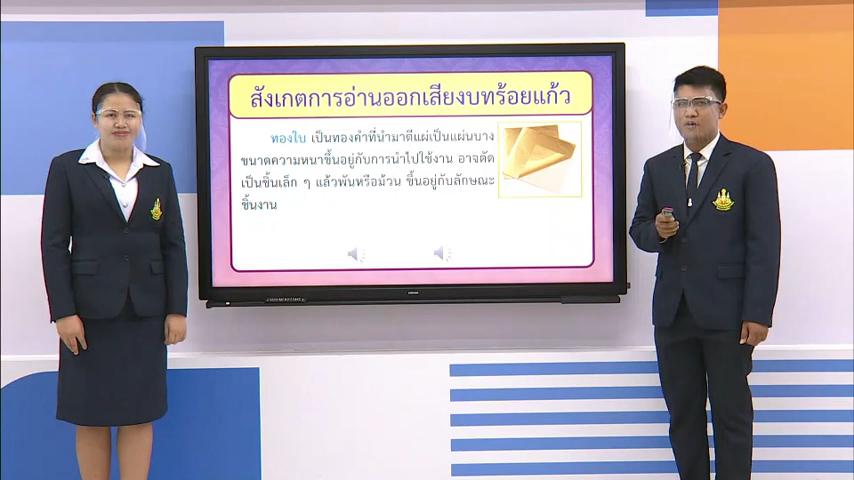 สังเกตการอ่านออกเสียงบทร้อยแก้ว
ทองใบ เป็นทองคำที่นำมาตีแผ่เป็นแผ่นบาง
ขนาดความหนาขึ้นอยู่กับการนำไปใช้งาน อาจตัด
เป็นชิ้นเล็ก ๆ แล้วพันหรือม้วน ขึ้นอยู่กับลักษณะ
ชิ้นงาน